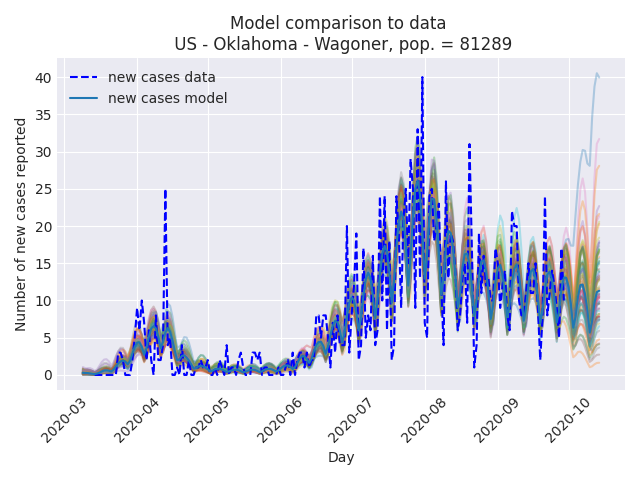 Model comparison to data
US - Oklahoma - Wagoner, pop. = 81289
new cases data
new cases model
Number of new cases reported
40
35
30
25
20
15
10
5
0
2020-03
2020-04
2020-05
2020-06
2020-07
2020-08
2020-09
2020-10
Day